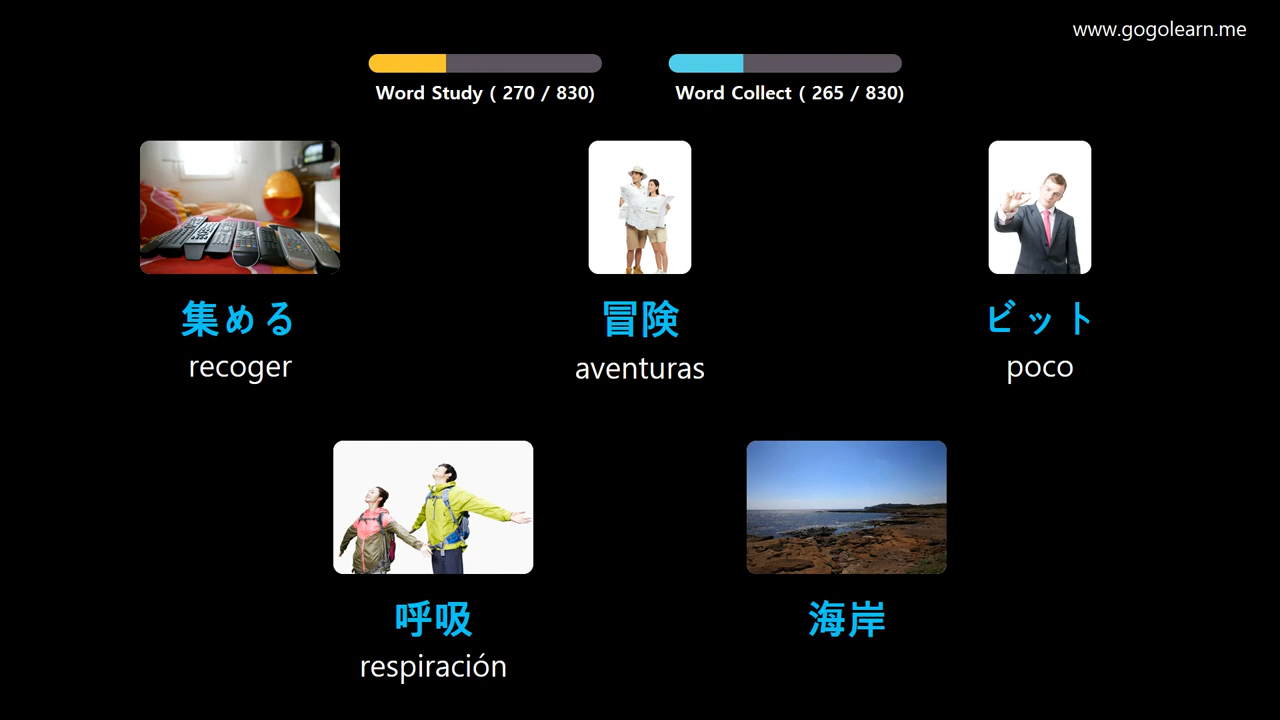 www.gogolearn.me
Word Study ( 270 / 830)
Word Collect ( 265 / 830)
集める
recoger
冒険
aventuras
ビット
poco
呼吸
respiración
海岸